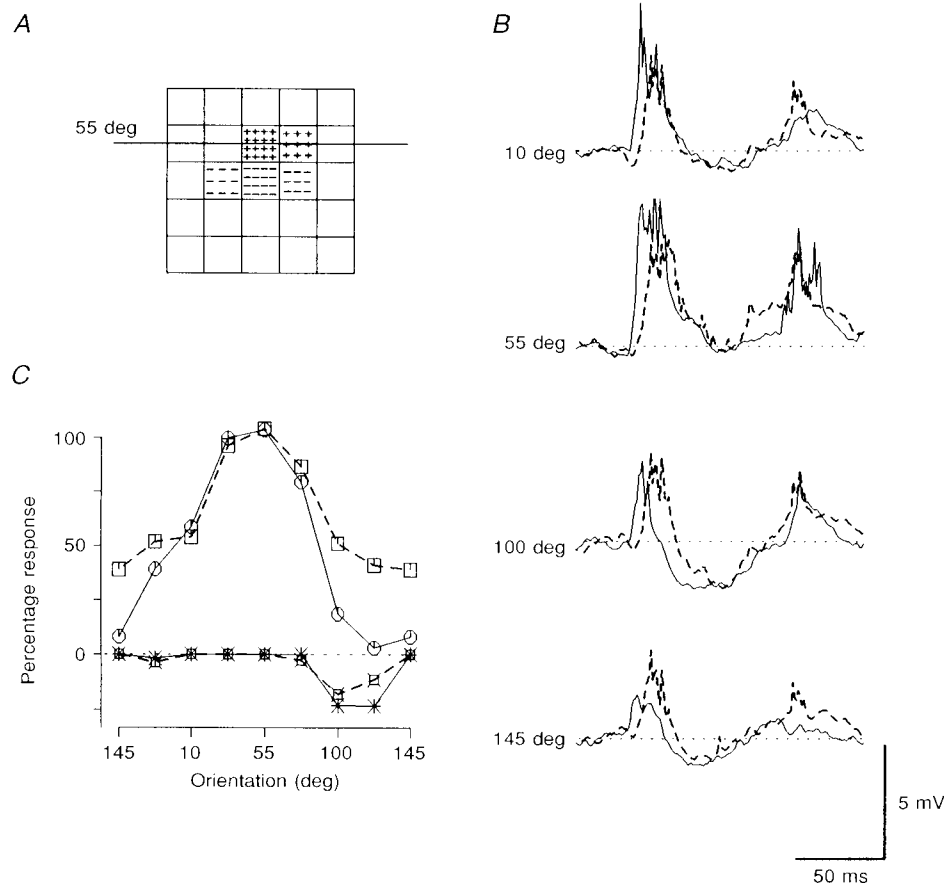 A
55 deg
B
10 deg
55 deg
100 deg
145 deg
5 mV
50 ms
C
Percentage response
100
50
0
145
10
55
100
145
Orientation (deg)